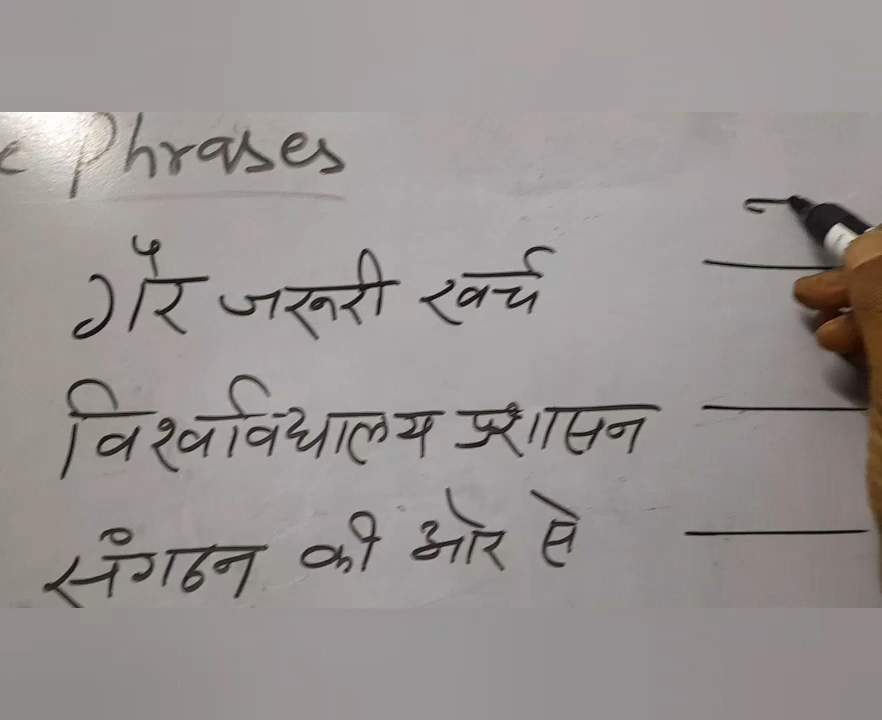 Phrases
गैर जरूरी खर्च
विश्वविद्यालय प्रशासन
संगठन की ओर से